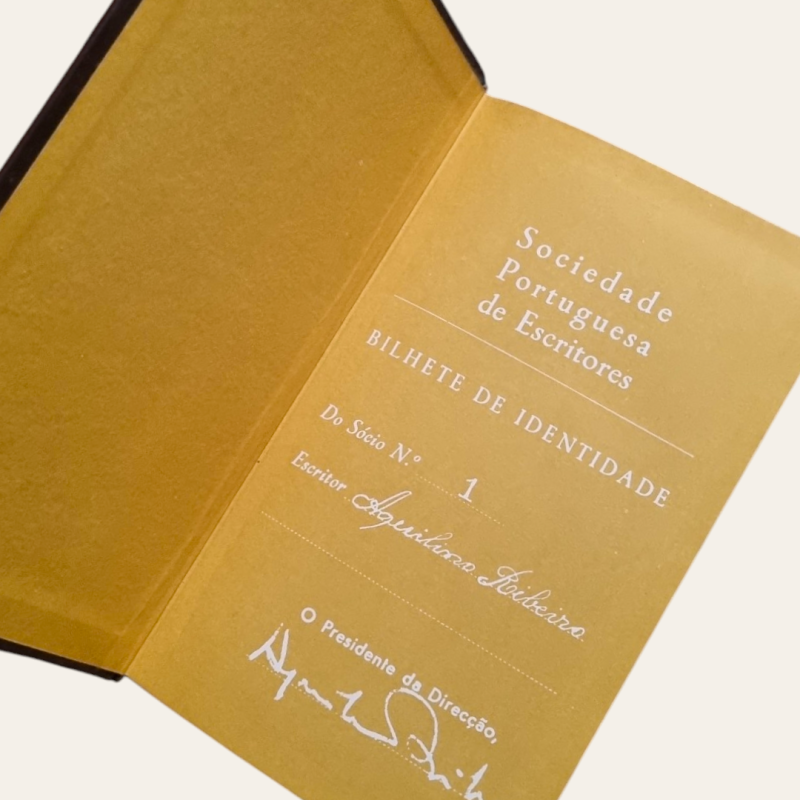 Sociedade
Portuguesa
de Escritores
BILHETE DE IDENTIDADE
Do Sócio N.º 1
Escritor Aquilino Ribeiro
O Presidente da Direcção,